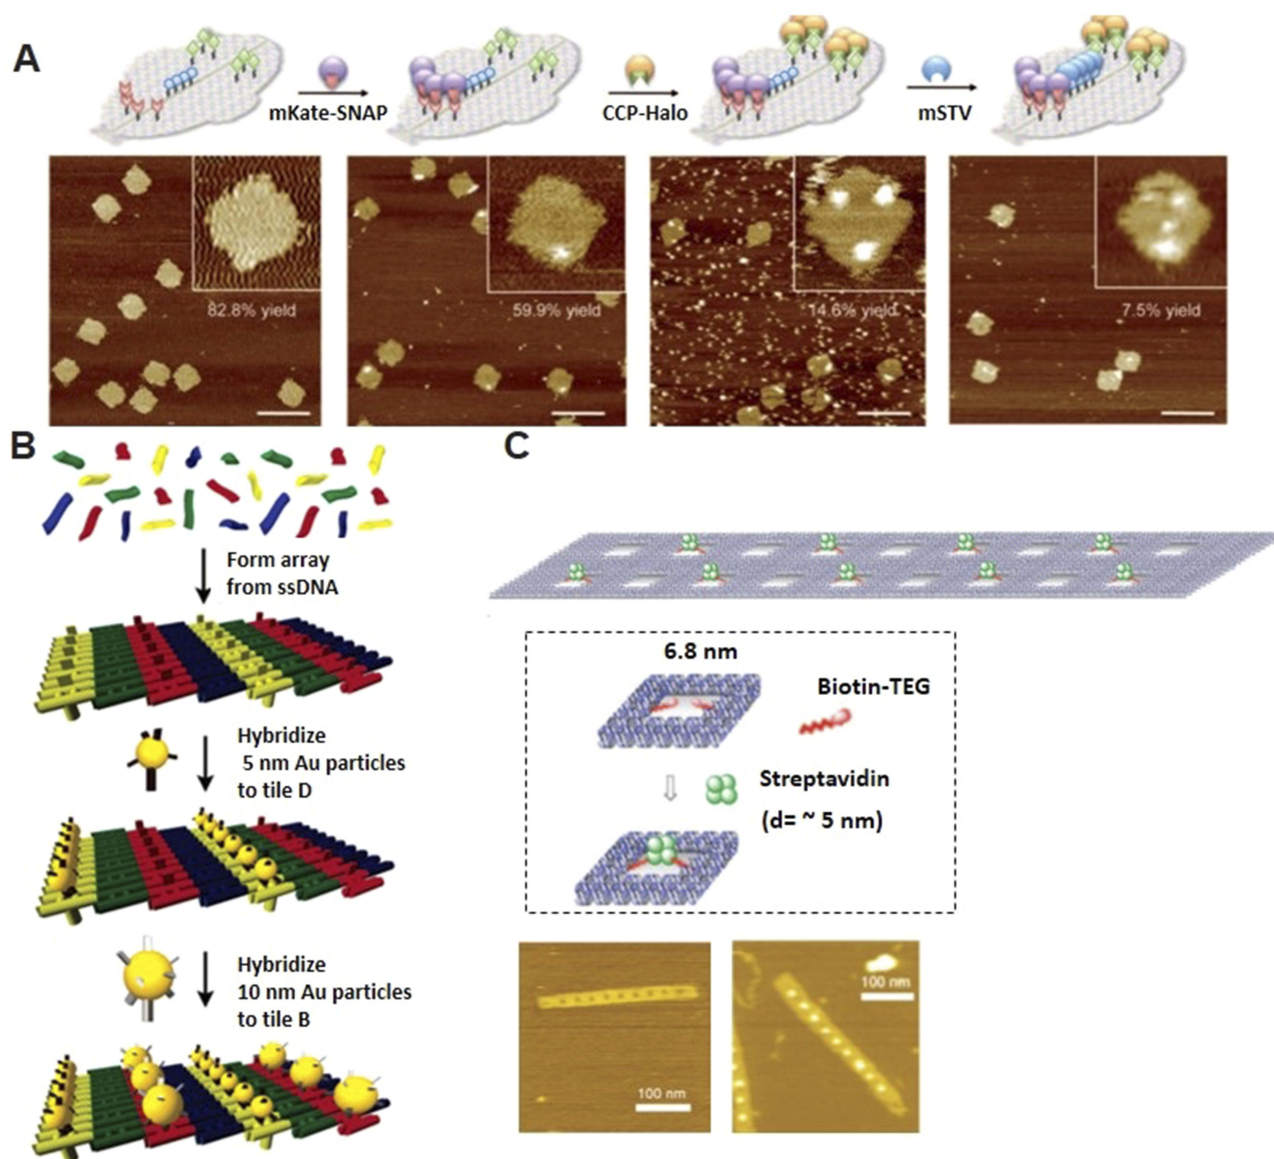 A
mKate-SNAP
CCP-Halo
mSTV
82.8% yield
59.9% yield
14.6% yield
7.5% yield
B
C
Form array
from ssDNA
Hybridize
5 nm Au particles
to tile D
Hybridize
10 nm Au particles
to tile B
6.8 nm
Biotin-TEG
Streptavidin
(d= ~ 5 nm)
100 nm
100 nm